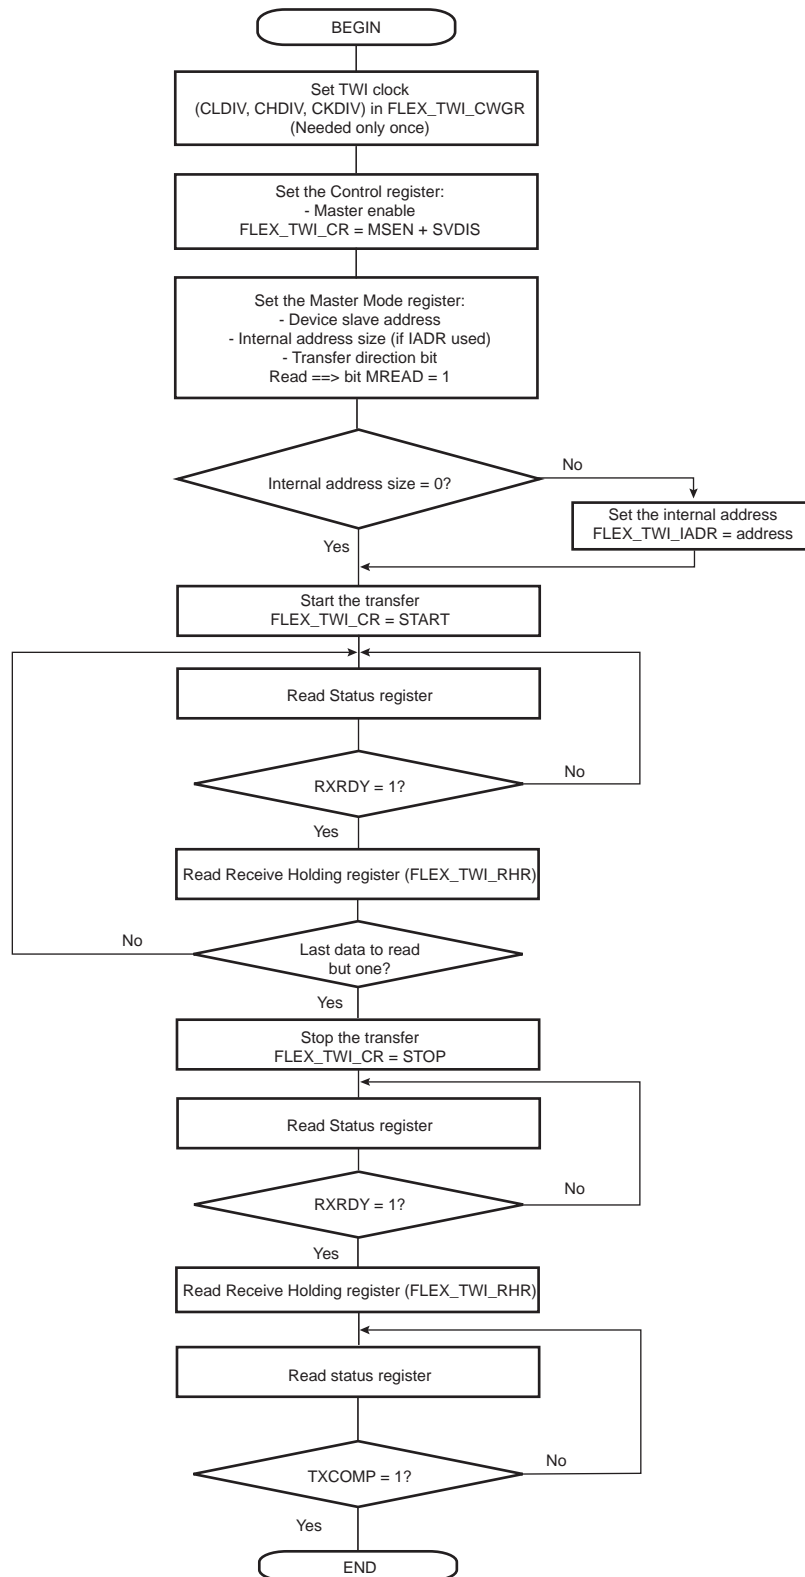 BEGIN
Set TWI clock
(CLDIV, CHDIV, CKDIV) in FLEX_TWI_CWGR
(Needed only once)
Set the Control register:
- Master enable
FLEX_TWI_CR = MSEN + SVDIS
Set the Master Mode register:
- Device slave address
- Internal address size (if IADR used)
- Transfer direction bit
Read ==> bit MREAD = 1
Internal address size = 0?
No
Set the internal address
FLEX_TWI_IADR = address
Yes
Start the transfer
FLEX_TWI_CR = START
Read Status register
RXRDY = 1?
No
Yes
Read Receive Holding register (FLEX_TWI_RHR)
No
Last data to read
but one?
Yes
Stop the transfer
FLEX_TWI_CR = STOP
Read Status register
RXRDY = 1?
No
Yes
Read Receive Holding register (FLEX_TWI_RHR)
Read status register
TXCOMP = 1?
No
Yes
END